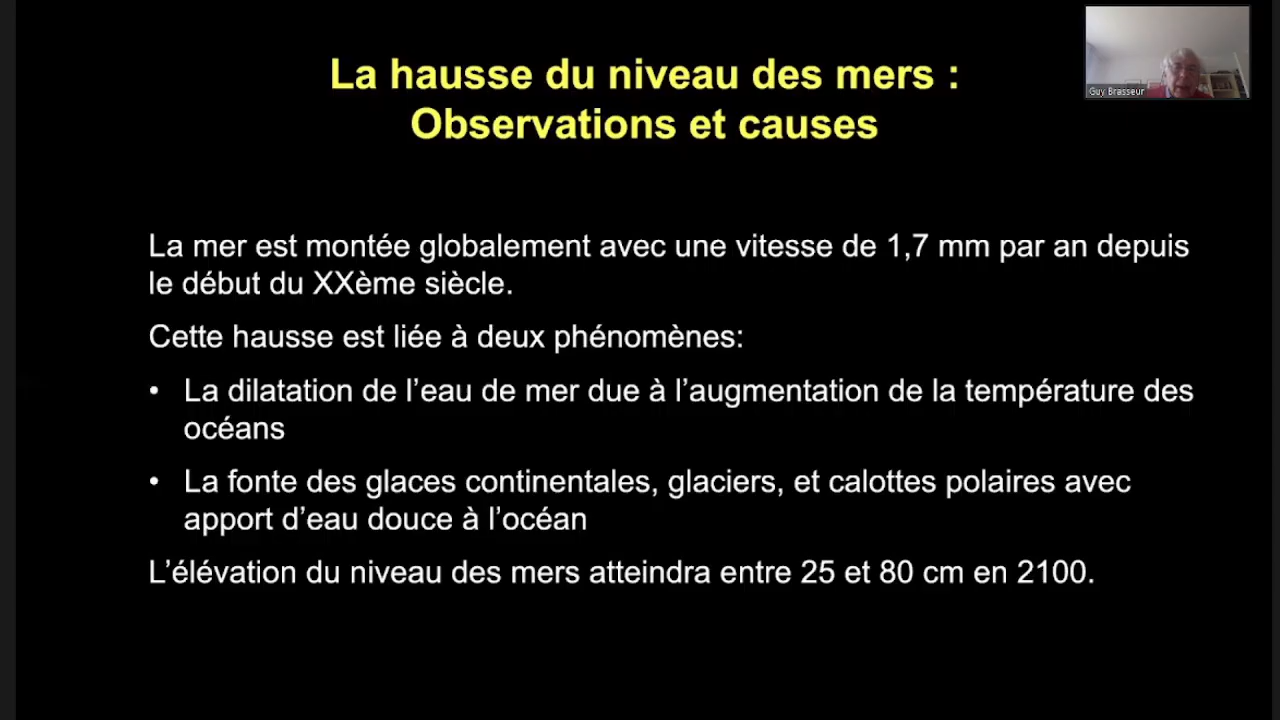 La hausse du niveau des mers :
Observations et causes
Guy Brasseur
La mer est montée globalement avec une vitesse de 1,7 mm par an depuis
le début du XXème siècle.
Cette hausse est liée à deux phénomènes:
• La dilatation de l’eau de mer due à l’augmentation de la température des
océans
• La fonte des glaces continentales, glaciers, et calottes polaires avec
apport d’eau douce à l’océan
L’élévation du niveau des mers atteindra entre 25 et 80 cm en 2100.